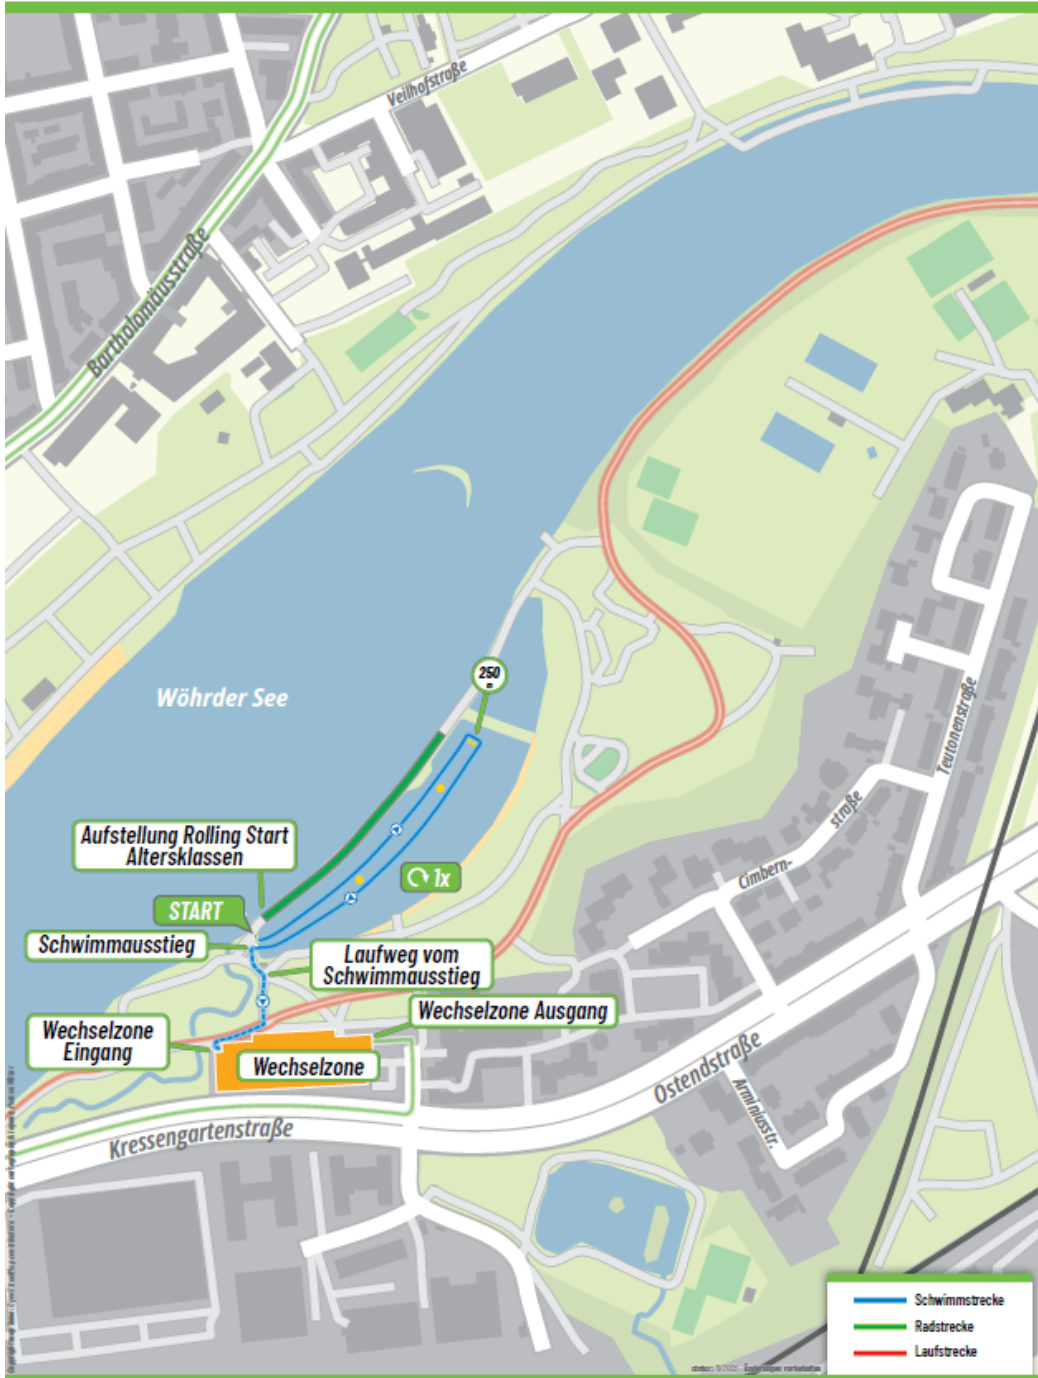 Veilhofstraße
Bartholomäusstraße
Wöhrder See
250
m
Teutonenstraße
Aufstellung Rolling Start
Altersklassen
1x
Cimbern-
straße
START
Schwimmausstieg
Laufweg vom
Schwimmausstieg
Wechselzone Ausgang
Wechselzone
Eingang
Wechselzone
Ostendstraße
Arminiusstr.
Kressengartenstraße
Schwimmstrecke
Radstrecke
Laufstrecke